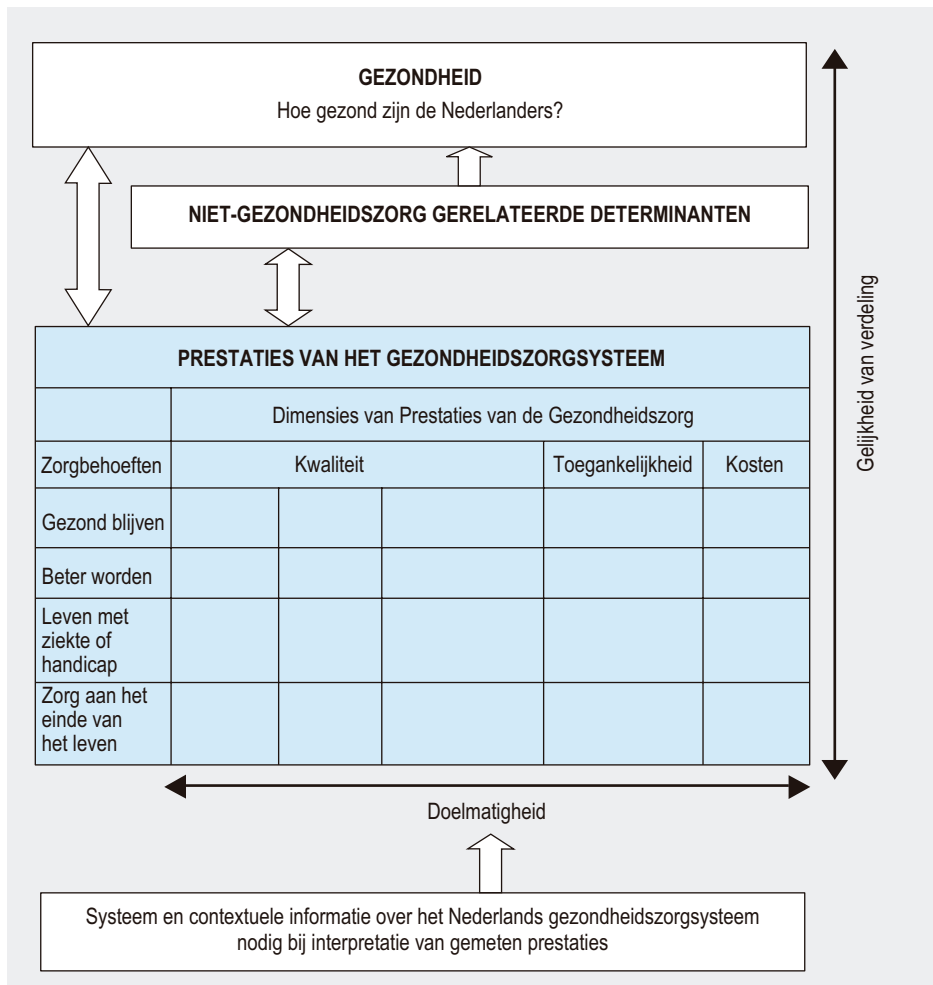 GEZONDHEID
Hoe gezond zijn de Nederlanders?
NIET-GEZONDHEIDSZORG GERELATEERDE DETERMINANTEN
Gelijkheid van verdeling
PRESTATIES VAN HET GEZONDHEIDSZORGSYSTEEM
Dimensies van Prestaties van de Gezondheidszorg
Zorgbehoeften
Kwaliteit
Toegankelijkheid
Kosten
Gezond blijven
Beter worden
Leven met
ziekte of
handicap
Zorg aan het
einde van
het leven
Doelmatigheid
Systeem en contextuele informatie over het Nederlands gezondheidszorgsysteem
nodig bij interpretatie van gemeten prestaties